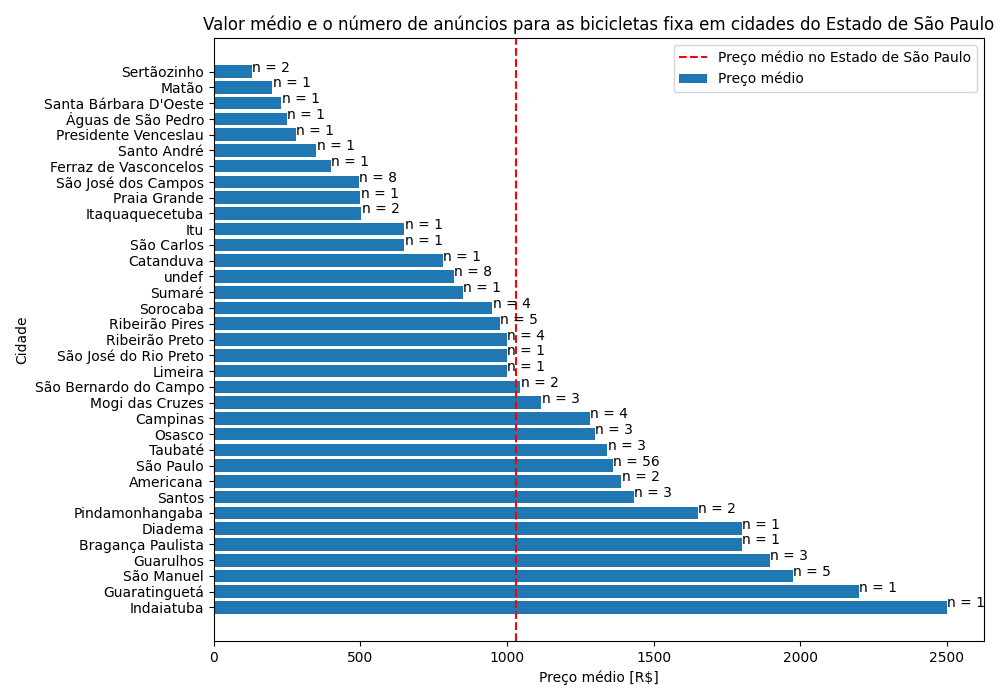 Valor médio e o número de anúncios para as bicicletas fixa em cidades do Estado de São Paulo
Preço médio no Estado de São Paulo
Preço médio
Sertãozinho n = 2
Matão n = 1
Santa Bárbara D'Oeste n = 1
Águas de São Pedro n = 1
Presidente Venceslau n = 1
Santo André n = 1
Ferraz de Vasconcelos n = 1
São José dos Campos n = 8
Praia Grande n = 1
Itaquaquecetuba n = 2
Itu n = 1
São Carlos n = 1
Catanduva n = 1
undef n = 8
Sumaré n = 1
Sorocaba n = 4
Ribeirão Pires n = 5
Ribeirão Preto n = 4
São José do Rio Preto n = 1
Limeira n = 1
São Bernardo do Campo n = 2
Mogi das Cruzes n = 3
Campinas n = 4
Osasco n = 3
Taubaté n = 3
São Paulo n = 56
Americana n = 2
Santos n = 3
Pindamonhangaba n = 2
Diadema n = 1
Bragança Paulista n = 1
Guarulhos n = 3
São Manuel n = 5
Guaratinguetá n = 1
Indaiatuba n = 1
Cidade
0 500 1000 1500 2000 2500
Preço médio [R$]